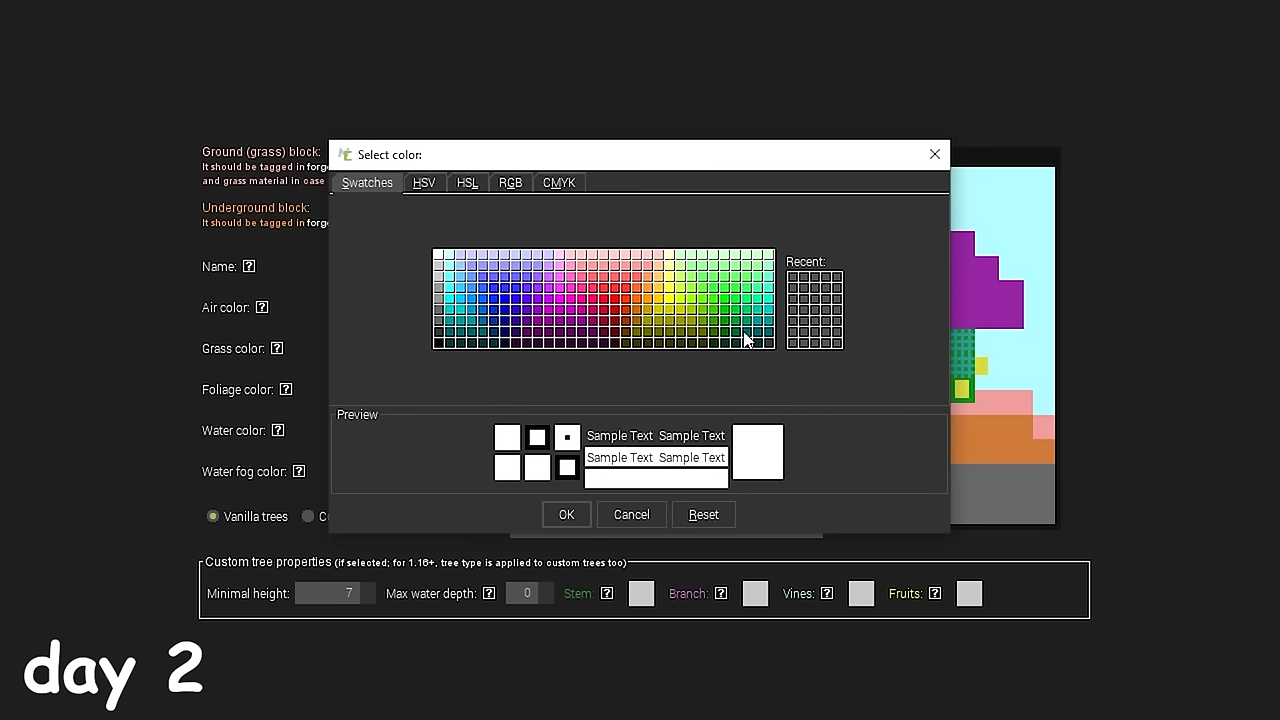 Select color:
Swatches HSV HSL RGB CMYK
Recent:
Preview
Sample Text Sample Text
Sample Text Sample Text
OK Cancel Reset
Ground (grass) block:
It should be tagged in forge
and grass material in case
Underground block:
It should be tagged in forge
Name: ?
Air color: ?
Grass color: ?
Foliage color: ?
Water color: ?
Water fog color: ?
Vanilla trees
Custom tree properties (if selected; for 1.16+, tree type is applied to custom trees too)
Minimal height: 7 Max water depth: ? 0 Stem: ? Branch: ? Vines: ? Fruits: ?
day 2